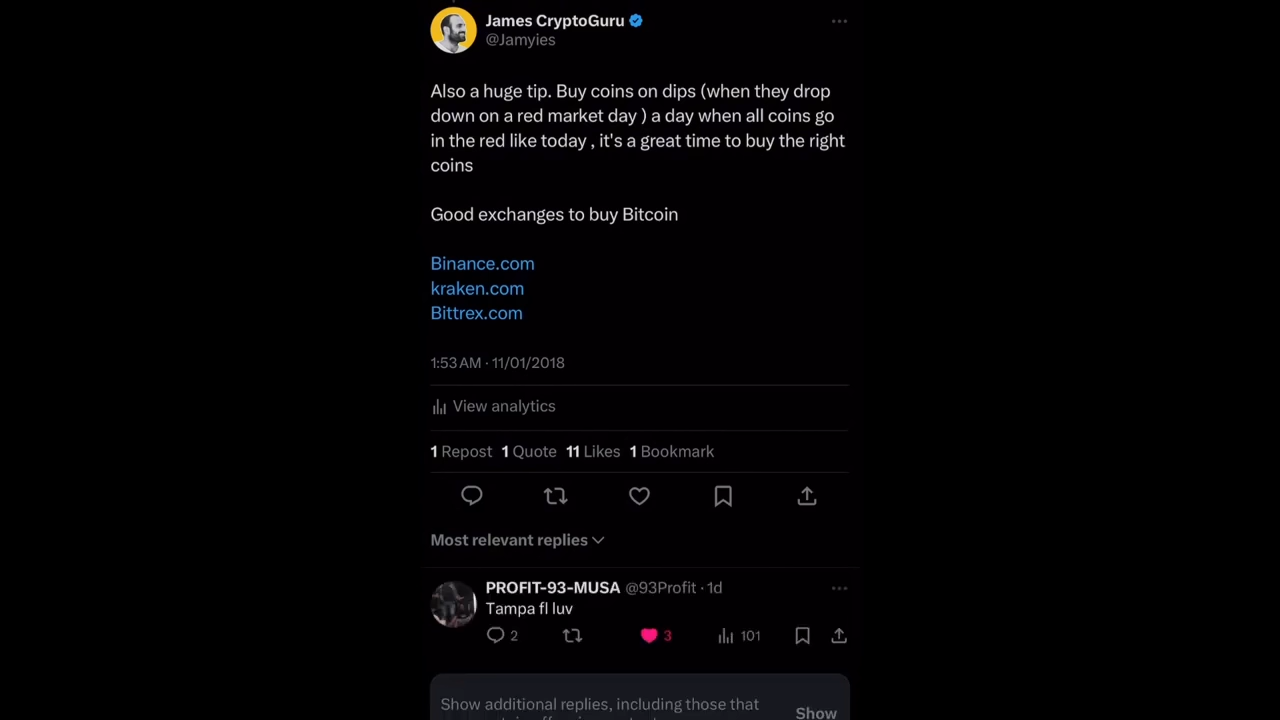 James CryptoGuru
@Jamyies
Also a huge tip. Buy coins on dips (when they drop
down on a red market day ) a day when all coins go
in the red like today , it's a great time to buy the right
coins
Good exchanges to buy Bitcoin
Binance.com
kraken.com
Bittrex.com
1:53 AM · 11/01/2018
View analytics
1 Repost 1 Quote 11 Likes 1 Bookmark
Most relevant replies
PROFIT-93-MUSA @93Profit · 1d
Tampa fl luv
2 3 101
Show additional replies, including those that
Show